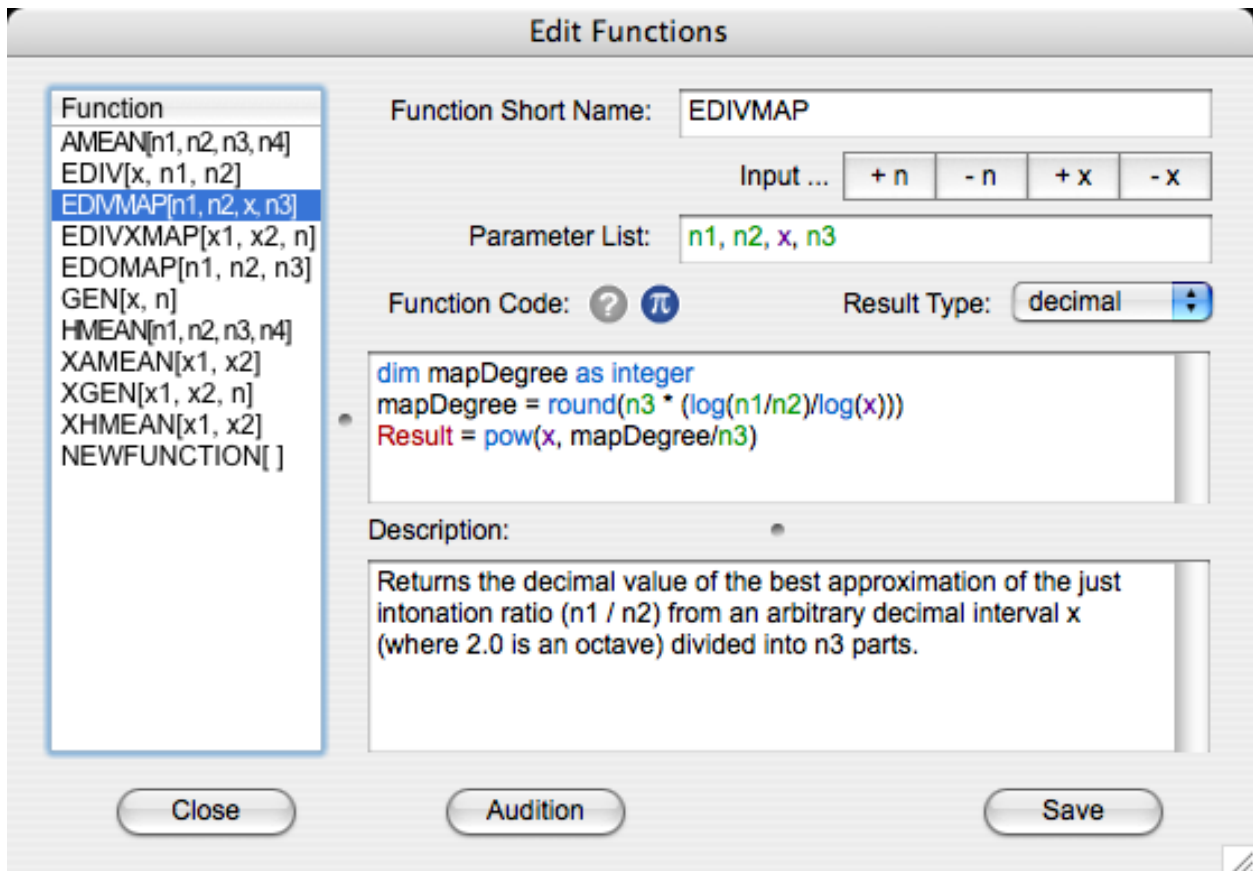 Edit Functions
Function
AMEAN[n1, n2, n3, n4]
EDIV[x, n1, n2]
EDIVMAP[n1, n2, x, n3]
EDIVXMAP[x1, x2, n]
EDOMAP[n1, n2, n3]
GEN[x, n]
HMEAN[n1, n2, n3, n4]
XAMEAN[x1, x2]
XGEN[x1, x2, n]
XHMEAN[x1, x2]
NEWFUNCTION[ ]
Function Short Name: EDIVMAP
Input ... + n - n + x - x
Parameter List: n1, n2, x, n3
Function Code: ? π Result Type: decimal
dim mapDegree as integer
mapDegree = round(n3 * (log(n1/n2)/log(x)))
Result = pow(x, mapDegree/n3)
Description:
Returns the decimal value of the best approximation of the just
intonation ratio (n1 / n2) from an arbitrary decimal interval x
(where 2.0 is an octave) divided into n3 parts.
Close Audition Save